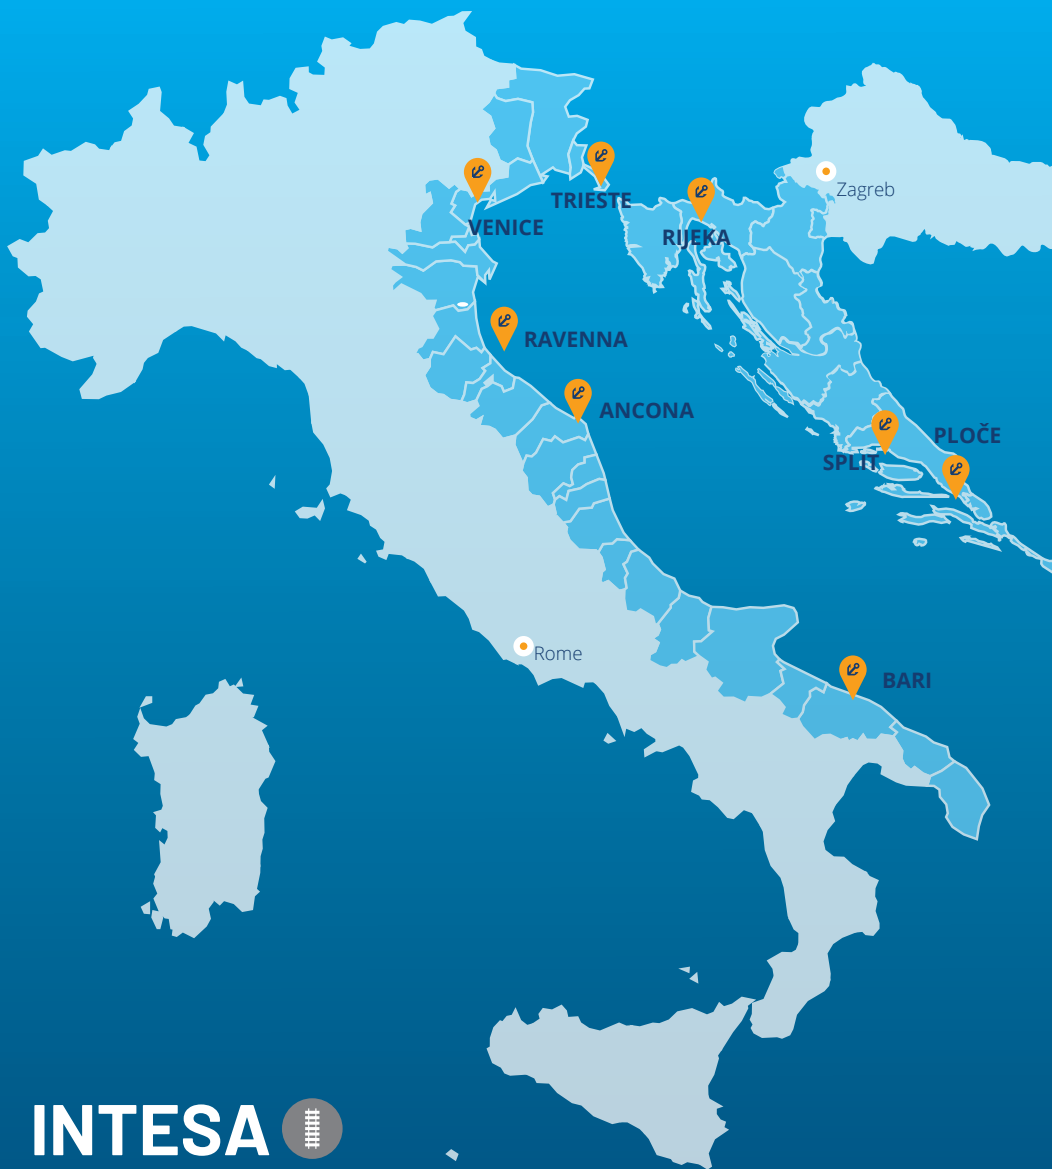 Zagreb
TRIESTE
VENICE
RIJEKA
RAVENNA
ANCONA
PLOČE
SPLIT
Rome
BARI
INTESA